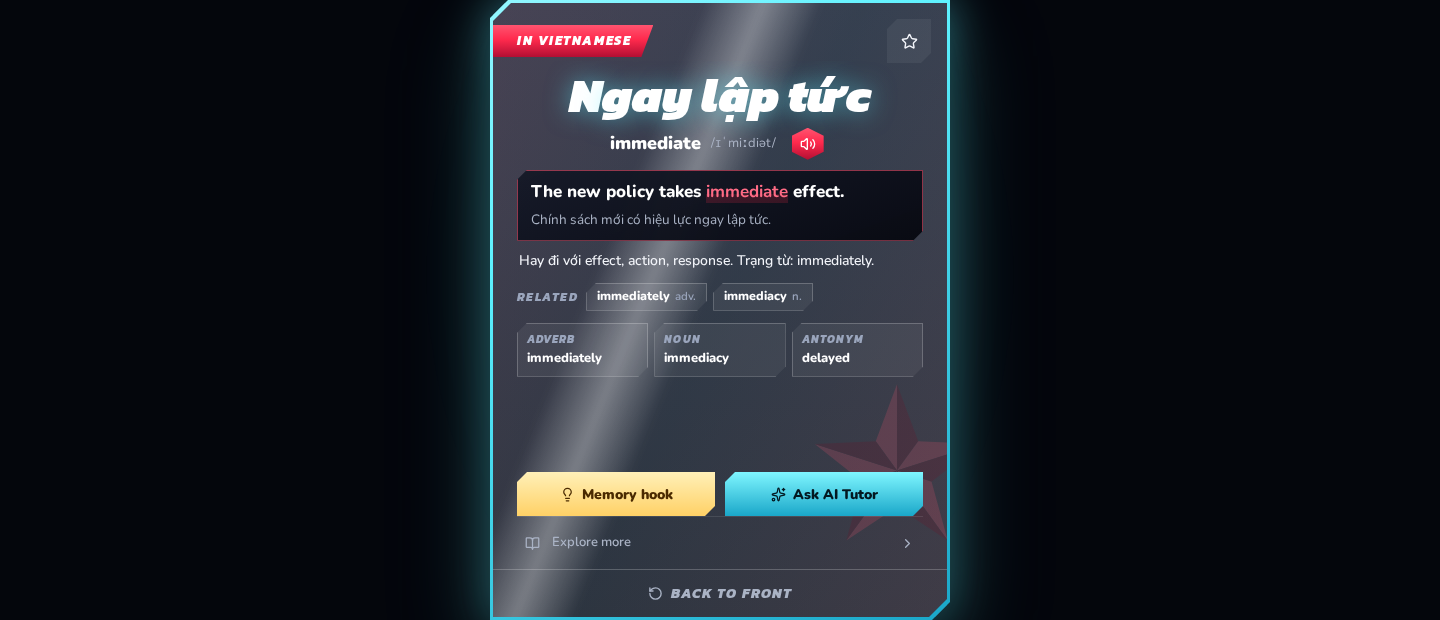 IN VIETNAMESE
Ngay lập tức
immediate /ɪˈmiːdiət/
The new policy takes immediate effect.
Chính sách mới có hiệu lực ngay lập tức.
Hay đi với effect, action, response. Trạng từ: immediately.
RELATED immediately adv. immediacy n.
ADVERB NOUN ANTONYM
immediately immediacy delayed
Memory hook Ask AI Tutor
Explore more
BACK TO FRONT